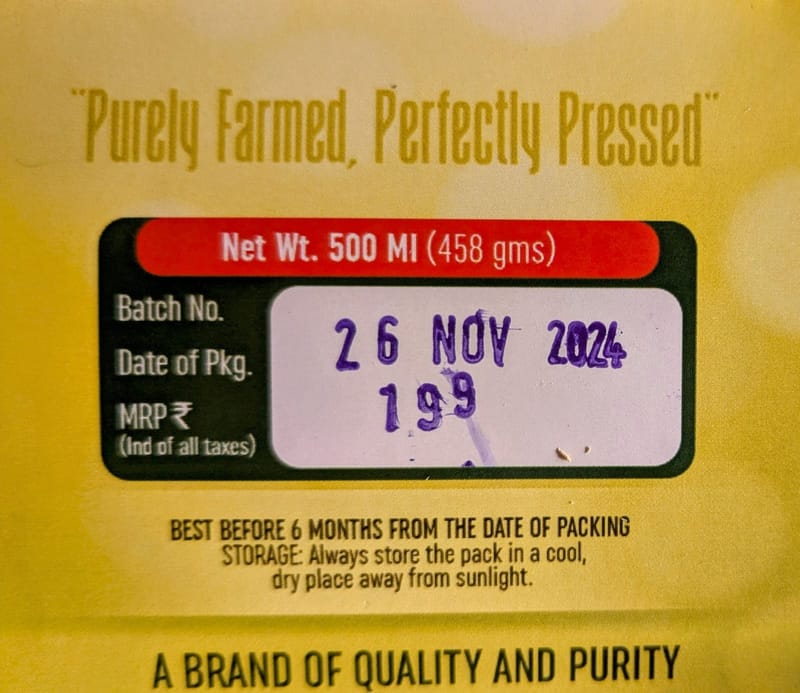 "Purely Farmed, Perfectly Pressed"
Net Wt. 500 Ml (458 gms)
Batch No.
Date of Pkg.
26 NOV 2024
MRP ₹
199
(Ind of all taxes)
BEST BEFORE 6 MONTHS FROM THE DATE OF PACKING
STORAGE: Always store the pack in a cool,
dry place away from sunlight.
A BRAND OF QUALITY AND PURITY